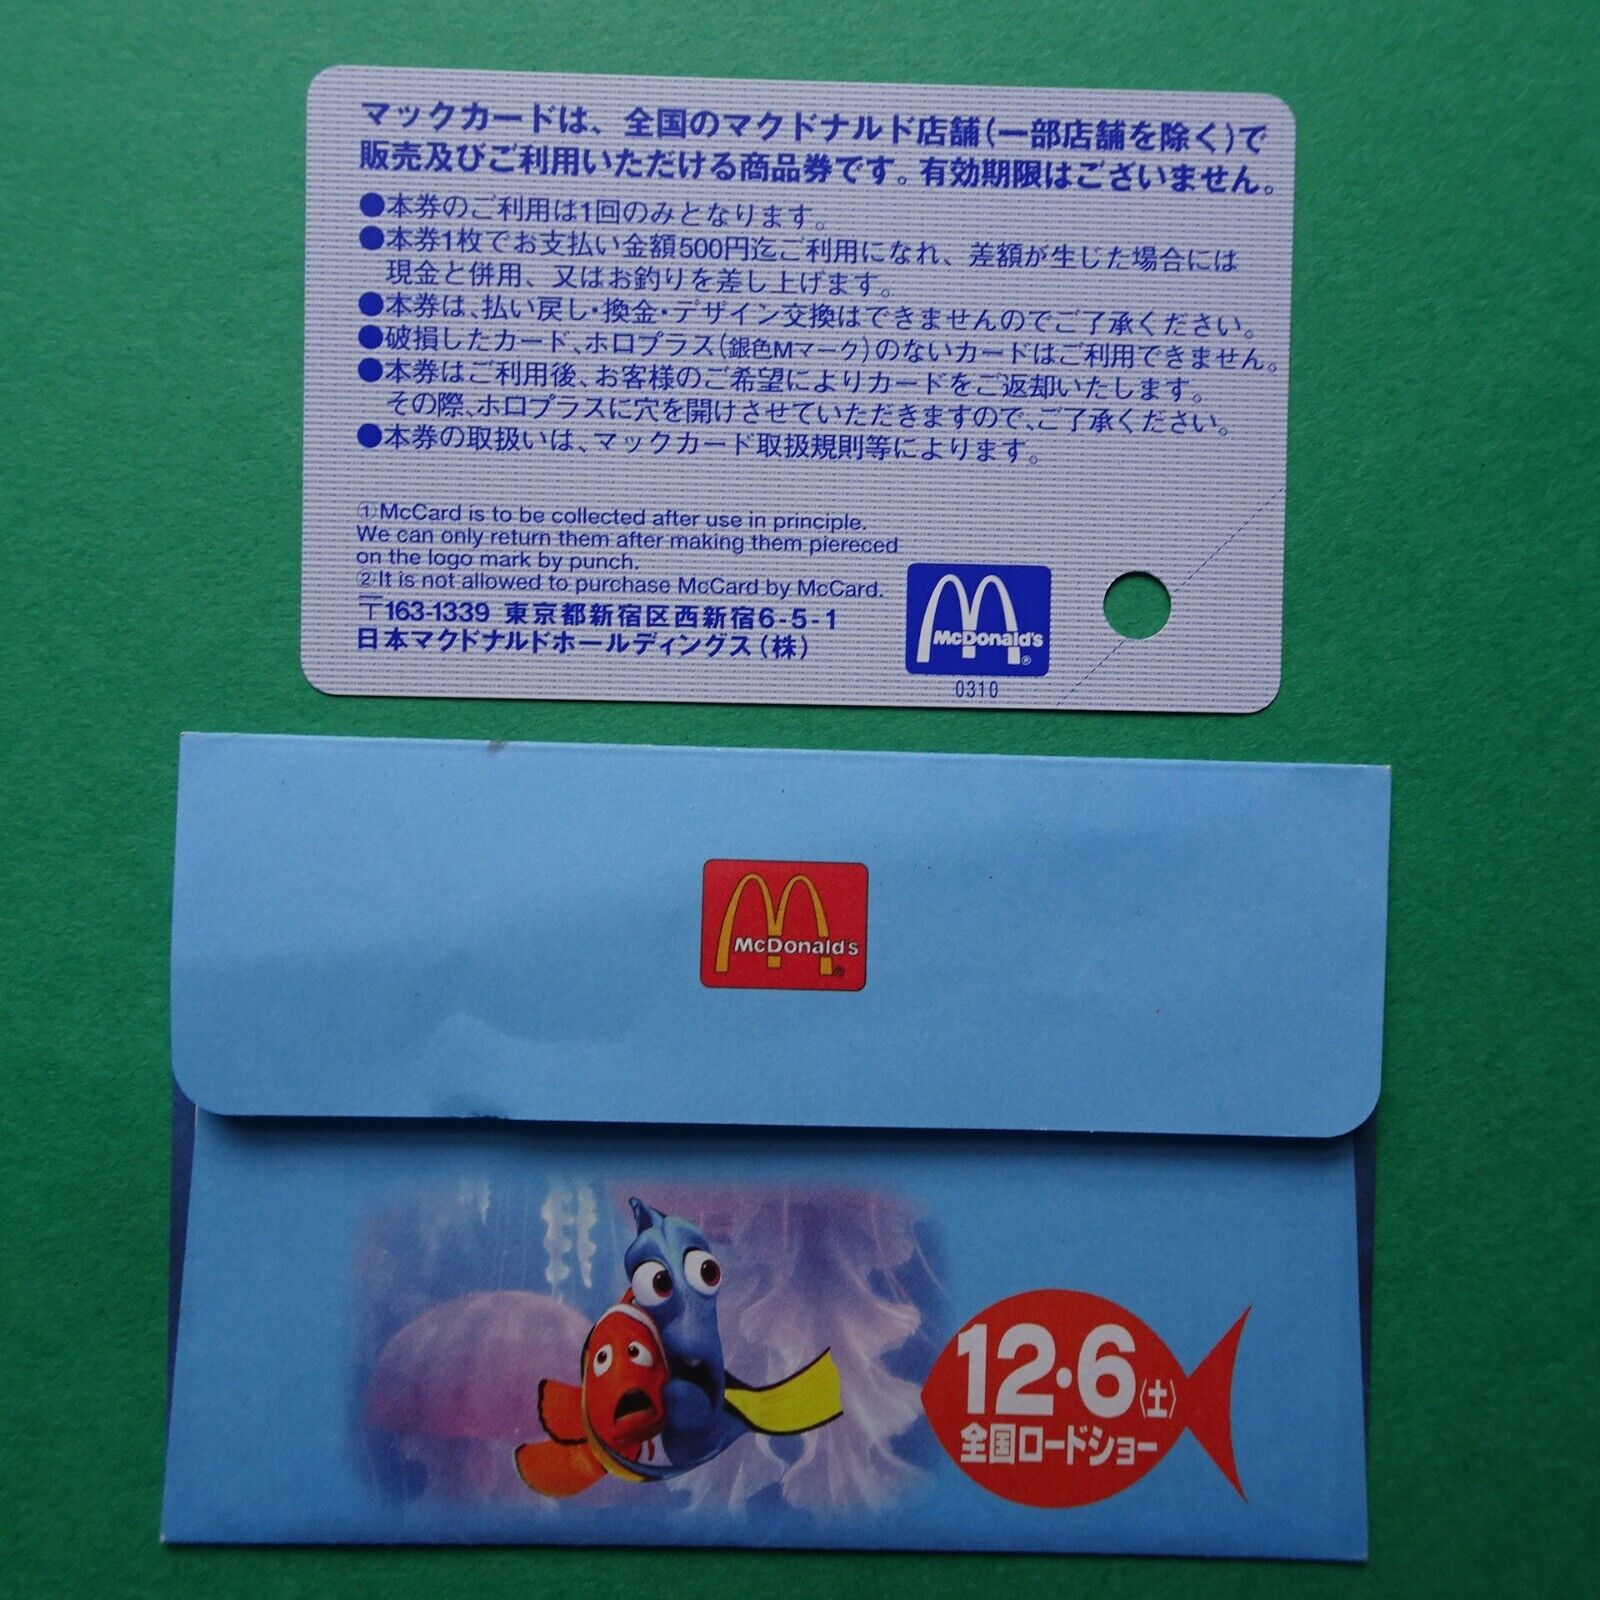 マックカードは、全国のマクドナルド店舗(一部店舗を除く)で
販売及びご利用いただける商品券です。有効期限はございません。
●本券のご利用は1回のみとなります。
●本券1枚でお支払い金額500円迄ご利用になれ、差額が生じた場合には
現金と併用、又はお釣りを差し上げます。
●本券は、払い戻し・換金・デザイン交換はできませんのでご了承ください。
●破損したカード、ホロプラス(銀色Mマーク)のないカードはご利用できません。
●本券はご利用後、お客様のご希望によりカードをご返却いたします。
その際、ホロプラスに穴を開けさせていただきますので、ご了承ください。
●本券の取扱いは、マックカード取扱規則等によります。
①McCard is to be collected after use in principle.
We can only return them after making them piereced
on the logo mark by punch.
②It is not allowed to purchase McCard by McCard.
〒163-1339 東京都新宿区西新宿6-5-1
日本マクドナルドホールディングス(株)
McDonald's ®
0310
McDonald's ®
12・6〈土〉
全国ロードショー